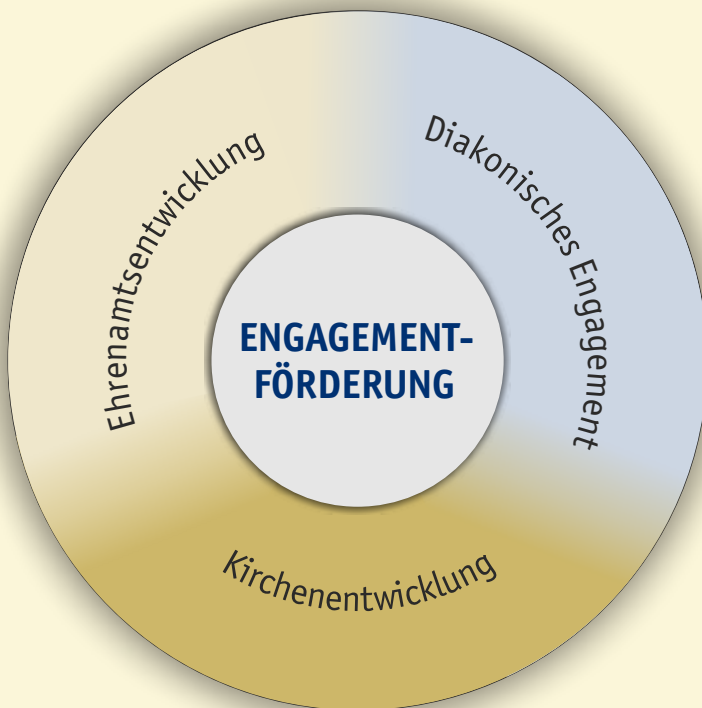 Ehrenamtsentwicklung
Diakonisches Engagement
ENGAGEMENT-
FÖRDERUNG
Kirchenentwicklung